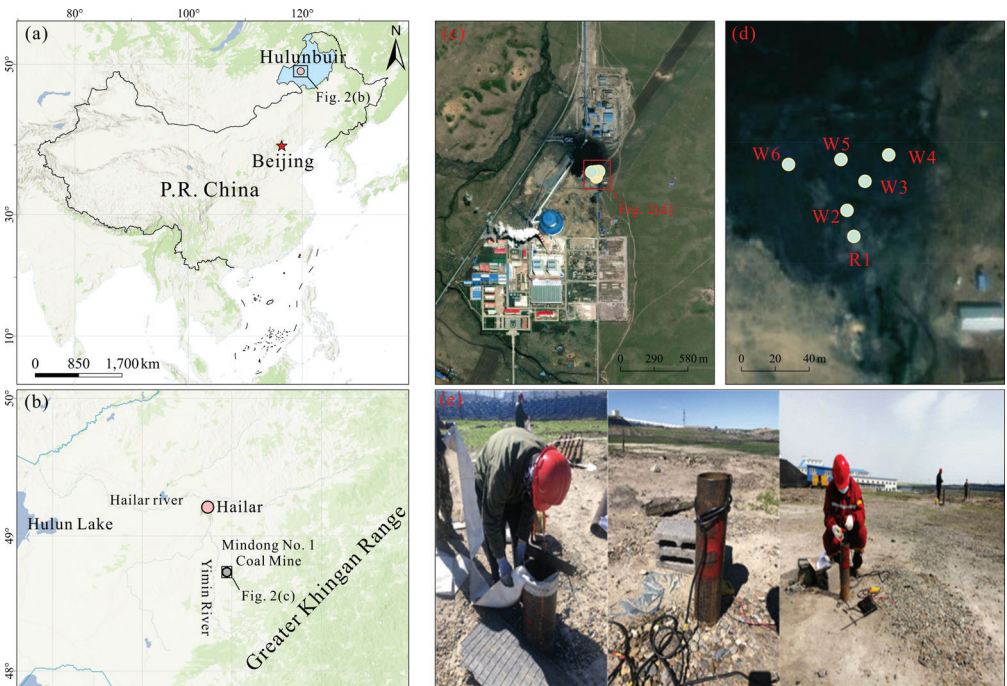 (a)
100°
120°
N
50°
Hulunbuir
Fig. 2(b)
Beijing
P.R. China
30°
10°
0 850 1,700 km
(b)
50°
Hailar river
Hailar
Hulun Lake
49°
Mindong No. 1
Coal Mine
Yimin River
Fig. 2(c)
Greater Khingan Range
48°
(c)
Fig. 2(d)
0 290 580 m
(d)
W6
W5
W4
W3
W2
R1
0 20 40 m
(e)